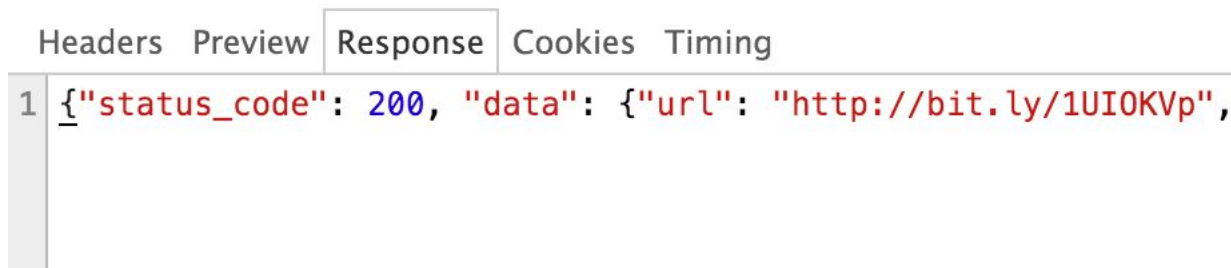 Headers Preview Response Cookies Timing
1 {"status_code": 200, "data": {"url": "http://bit.ly/1UIOKVp",